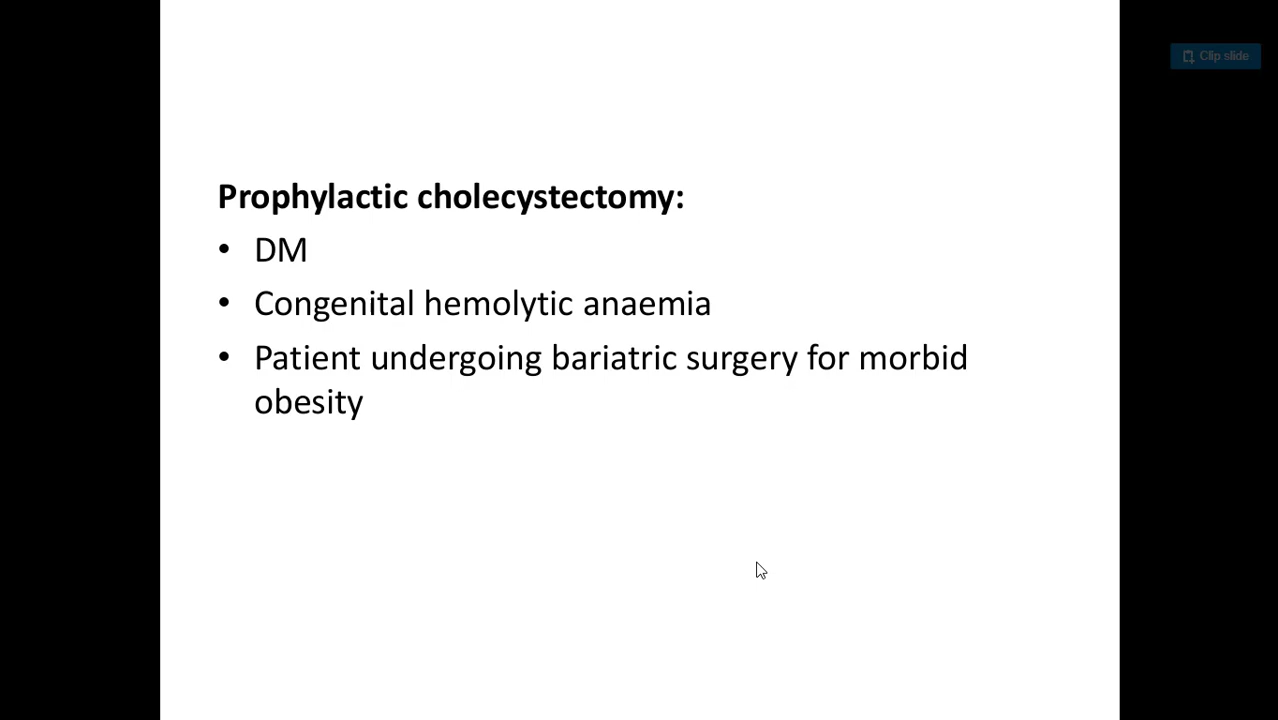 Clip slide
Prophylactic cholecystectomy:
• DM
• Congenital hemolytic anaemia
• Patient undergoing bariatric surgery for morbid
obesity